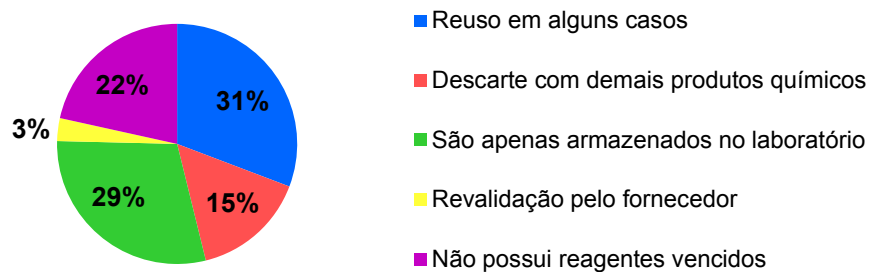 31%
15%
29%
3%
22%
Reuso em alguns casos
Descarte com demais produtos químicos
São apenas armazenados no laboratório
Revalidação pelo fornecedor
Não possui reagentes vencidos